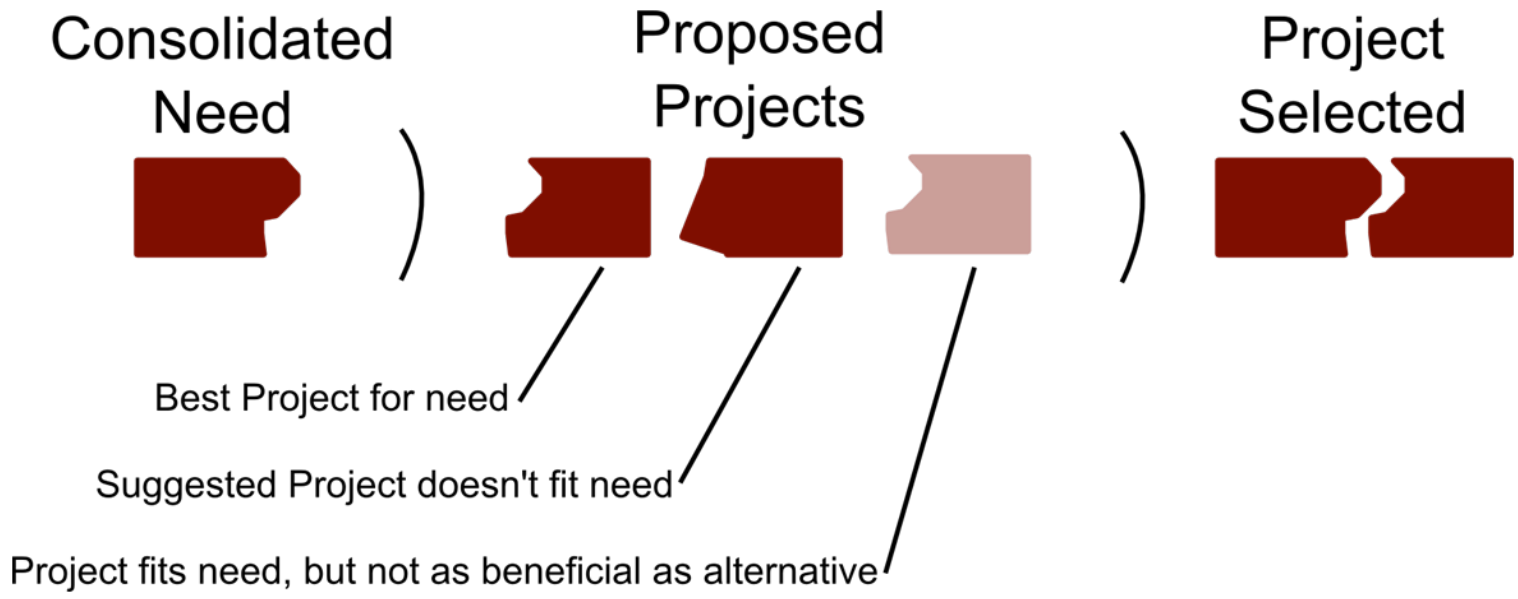 Consolidated
Need
Proposed
Projects
Project
Selected
Best Project for need
Suggested Project doesn't fit need
Project fits need, but not as beneficial as alternative